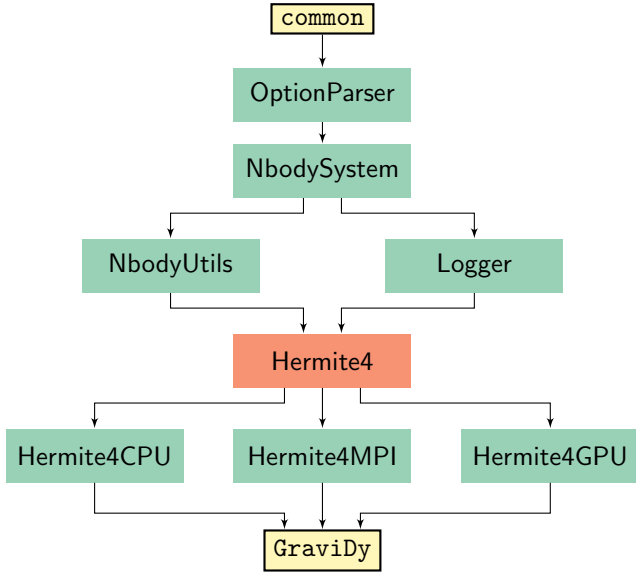 common
OptionParser
NbodySystem
NbodyUtils
Logger
Hermite4
Hermite4CPU
Hermite4MPI
Hermite4GPU
GraviDy